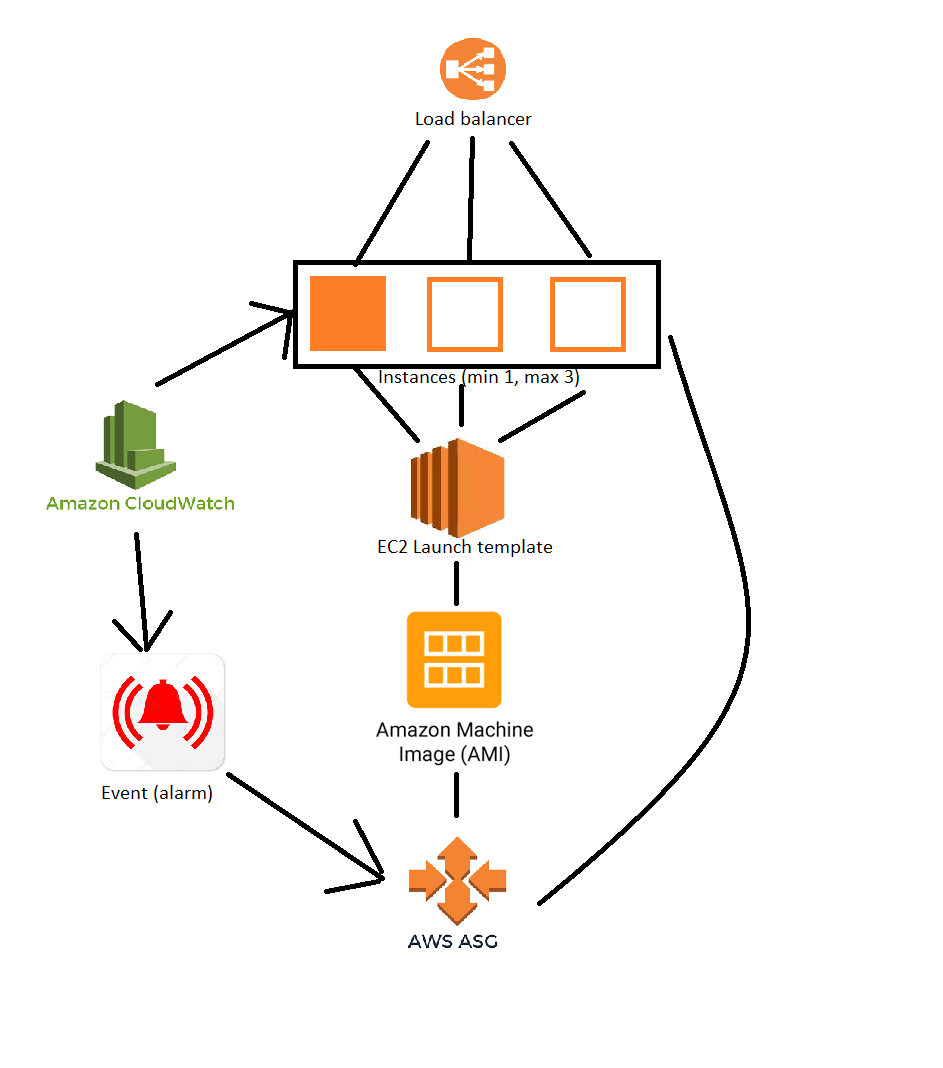 Load balancer
Instances (min 1, max 3)
Amazon CloudWatch
EC2 Launch template
Amazon Machine
Image (AMI)
Event (alarm)
AWS ASG